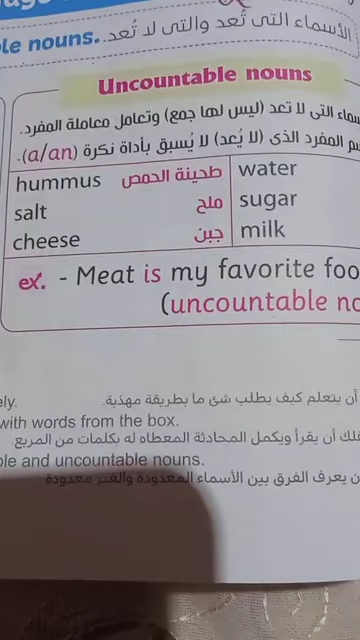 الأسماء التى تُعد والتى لا تُعد.
le nouns.
Uncountable nouns
ماء التى لا تعد (ليس لها جمع) وتعامل معاملة المفرد.
م المفرد الذى (لا يُعد) لا يُسبق بأداة نكرة (a/an).
hummus طحينة الحمص water
salt ملح sugar
cheese جبن milk
ex. - Meat is my favorite foo
(uncountable no
ely. أن يتعلم كيف يطلب شئ ما بطريقة مهذبة.
with words from the box.
فلك أن يقرأ ويكمل المحادثة المعطاه له بكلمات من المربع.
ble and uncountable nouns.
ن يعرف الفرق بين الأسماء المعدودة والغير معدودة